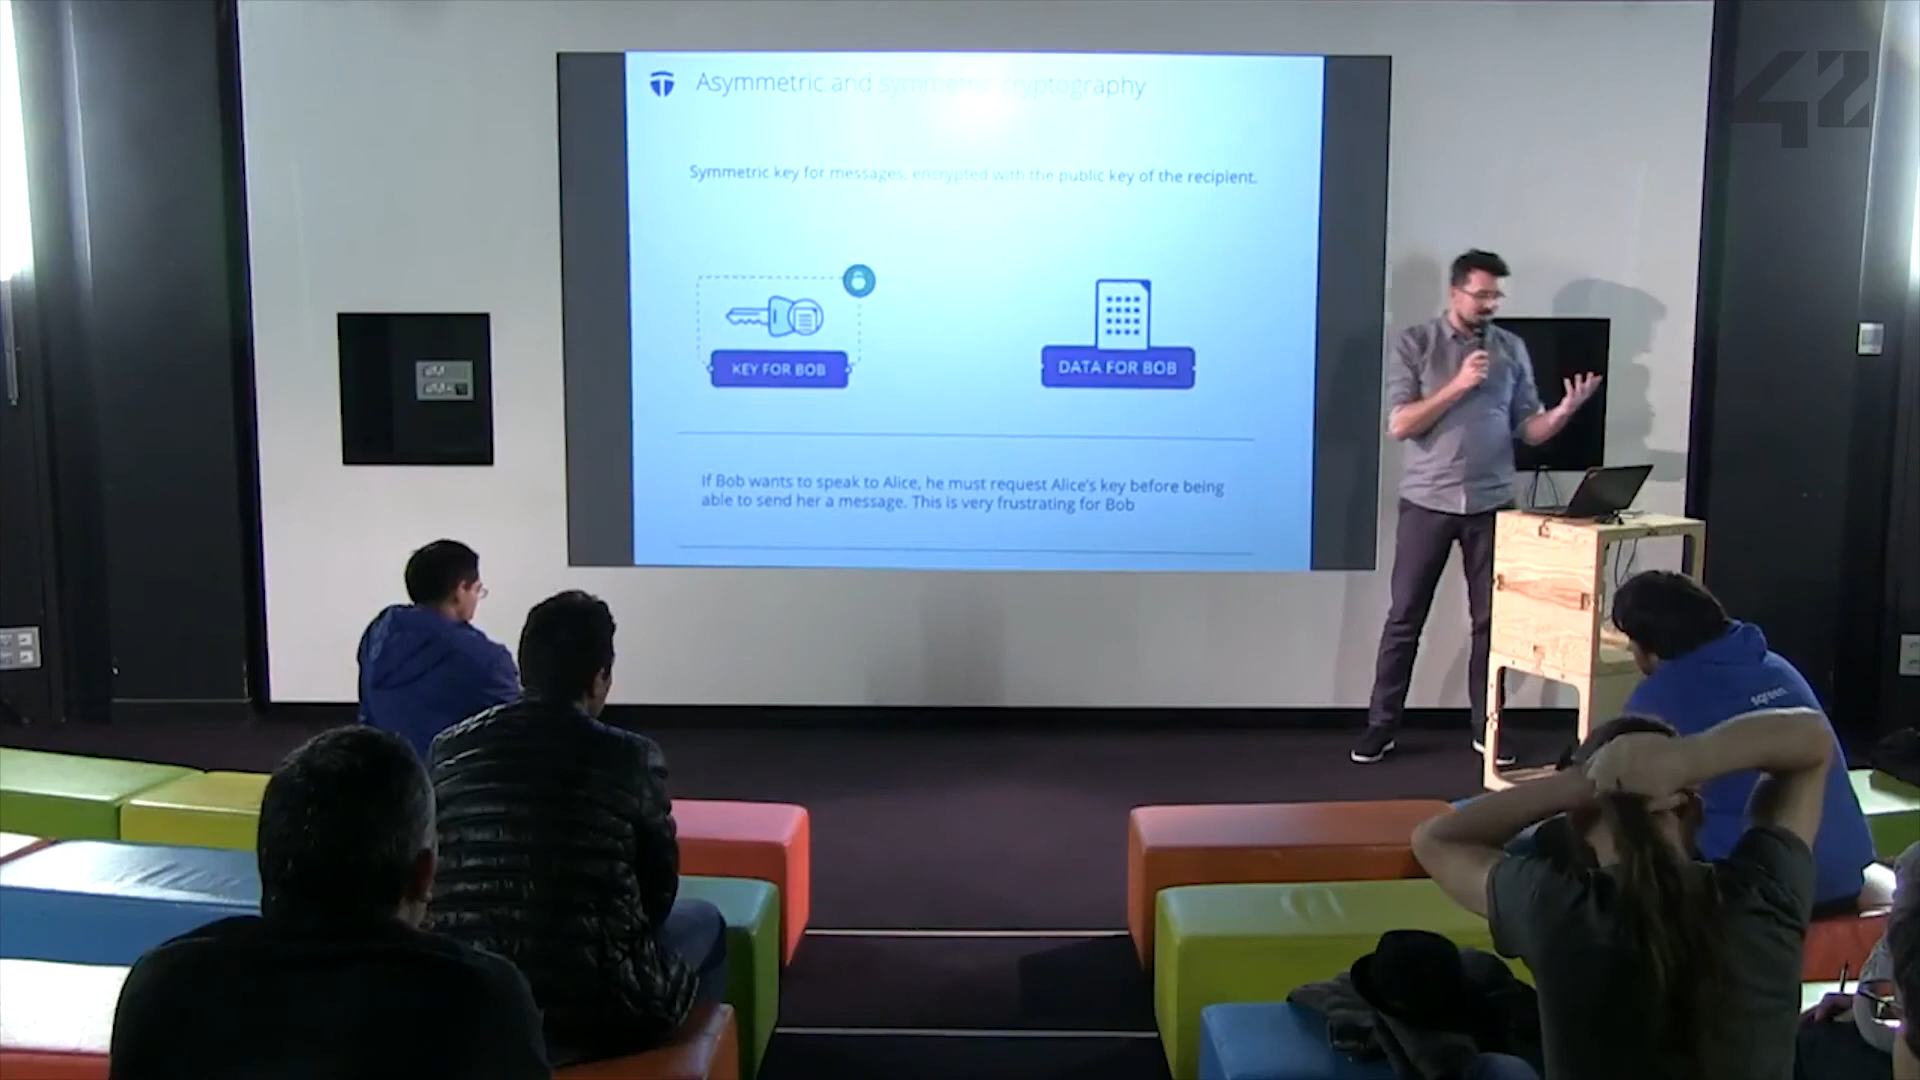 42
Asymmetric and symmetric cryptography
Symmetric key for messages, encrypted with the public key of the recipient.
KEY FOR BOB
DATA FOR BOB
If Bob wants to speak to Alice, he must request Alice's key before being
able to send her a message. This is very frustrating for Bob
sqreen